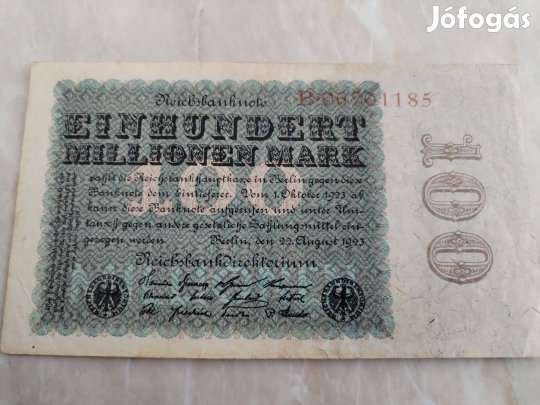 Jófogás
Reichsbanknote
B·06701185
EINHUNDERT
MILLIONEN MARK
zahlt die Reichsbankhauptkasse in Berlin gegen diese
Banknote dem Einlieferer. Vom 1. Oktober 1923 ab
kann diese Banknote aufgerufen und unter Um-
tausch gegen andere gesetzliche Zahlungsmittel ein-
gezogen werden. Berlin, den 22. August 1923
Reichsbankdirektorium
100
100